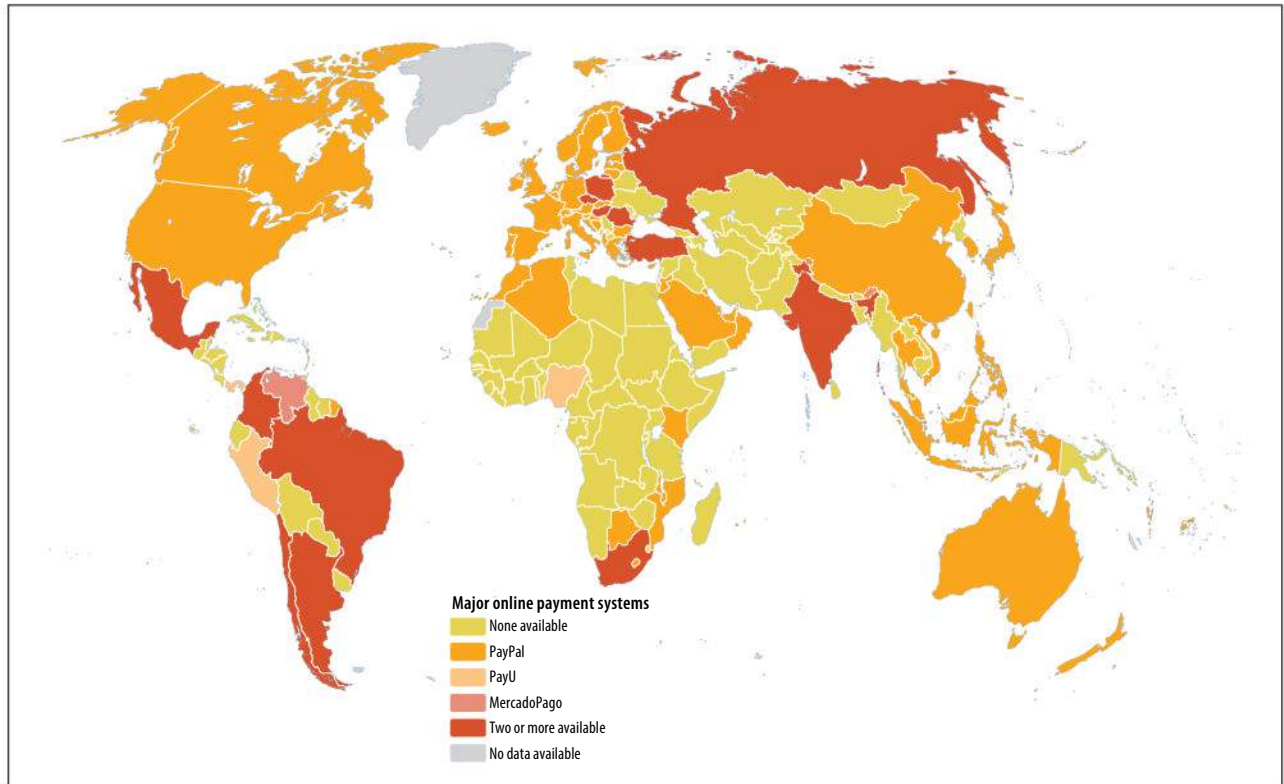 Major online payment systems
None available
PayPal
PayU
MercadoPago
Two or more available
No data available